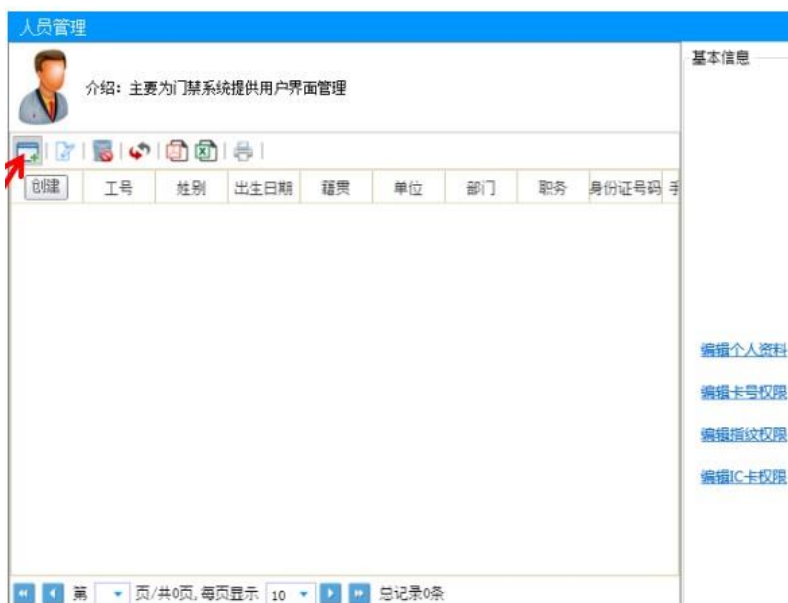 人员管理
介绍：主要为门禁系统提供用户界面管理
基本信息
创建 工号 姓别 出生日期 籍贯 单位 部门 职务 身份证号码 手
编辑个人资料
编辑卡号权限
编辑指纹权限
编辑IC卡权限
第 页/共0页,每页显示 10 总记录0条